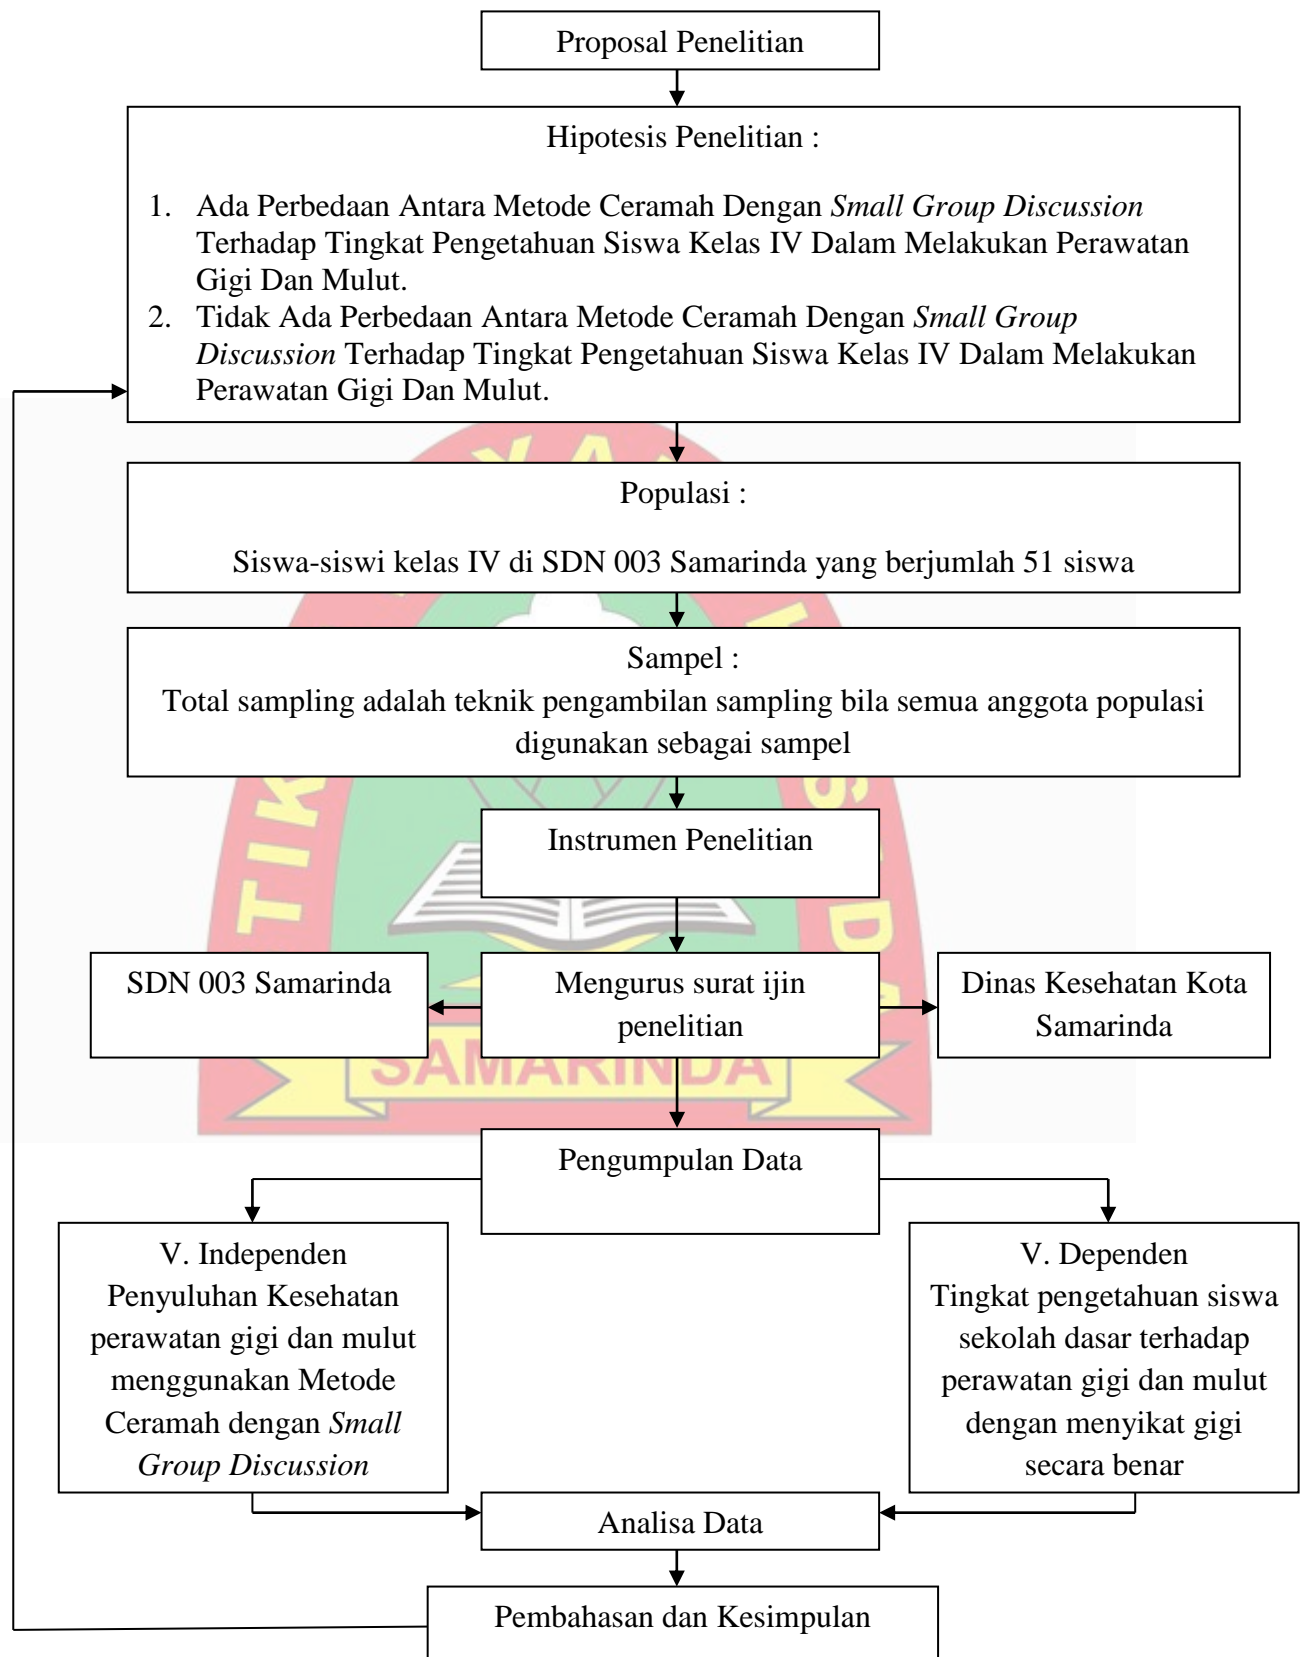 Proposal Penelitian
Hipotesis Penelitian :
1. Ada Perbedaan Antara Metode Ceramah Dengan Small Group Discussion
Terhadap Tingkat Pengetahuan Siswa Kelas IV Dalam Melakukan Perawatan
Gigi Dan Mulut.
2. Tidak Ada Perbedaan Antara Metode Ceramah Dengan Small Group
Discussion Terhadap Tingkat Pengetahuan Siswa Kelas IV Dalam Melakukan
Perawatan Gigi Dan Mulut.
Populasi :
Siswa-siswi kelas IV di SDN 003 Samarinda yang berjumlah 51 siswa
Sampel :
Total sampling adalah teknik pengambilan sampling bila semua anggota populasi
digunakan sebagai sampel
Instrumen Penelitian
SDN 003 Samarinda
Mengurus surat ijin
penelitian
Dinas Kesehatan Kota
Samarinda
SAMARINDA
Pengumpulan Data
V. Independen
Penyuluhan Kesehatan
perawatan gigi dan mulut
menggunakan Metode
Ceramah dengan Small
Group Discussion
V. Dependen
Tingkat pengetahuan siswa
sekolah dasar terhadap
perawatan gigi dan mulut
dengan menyikat gigi
secara benar
Analisa Data
Pembahasan dan Kesimpulan